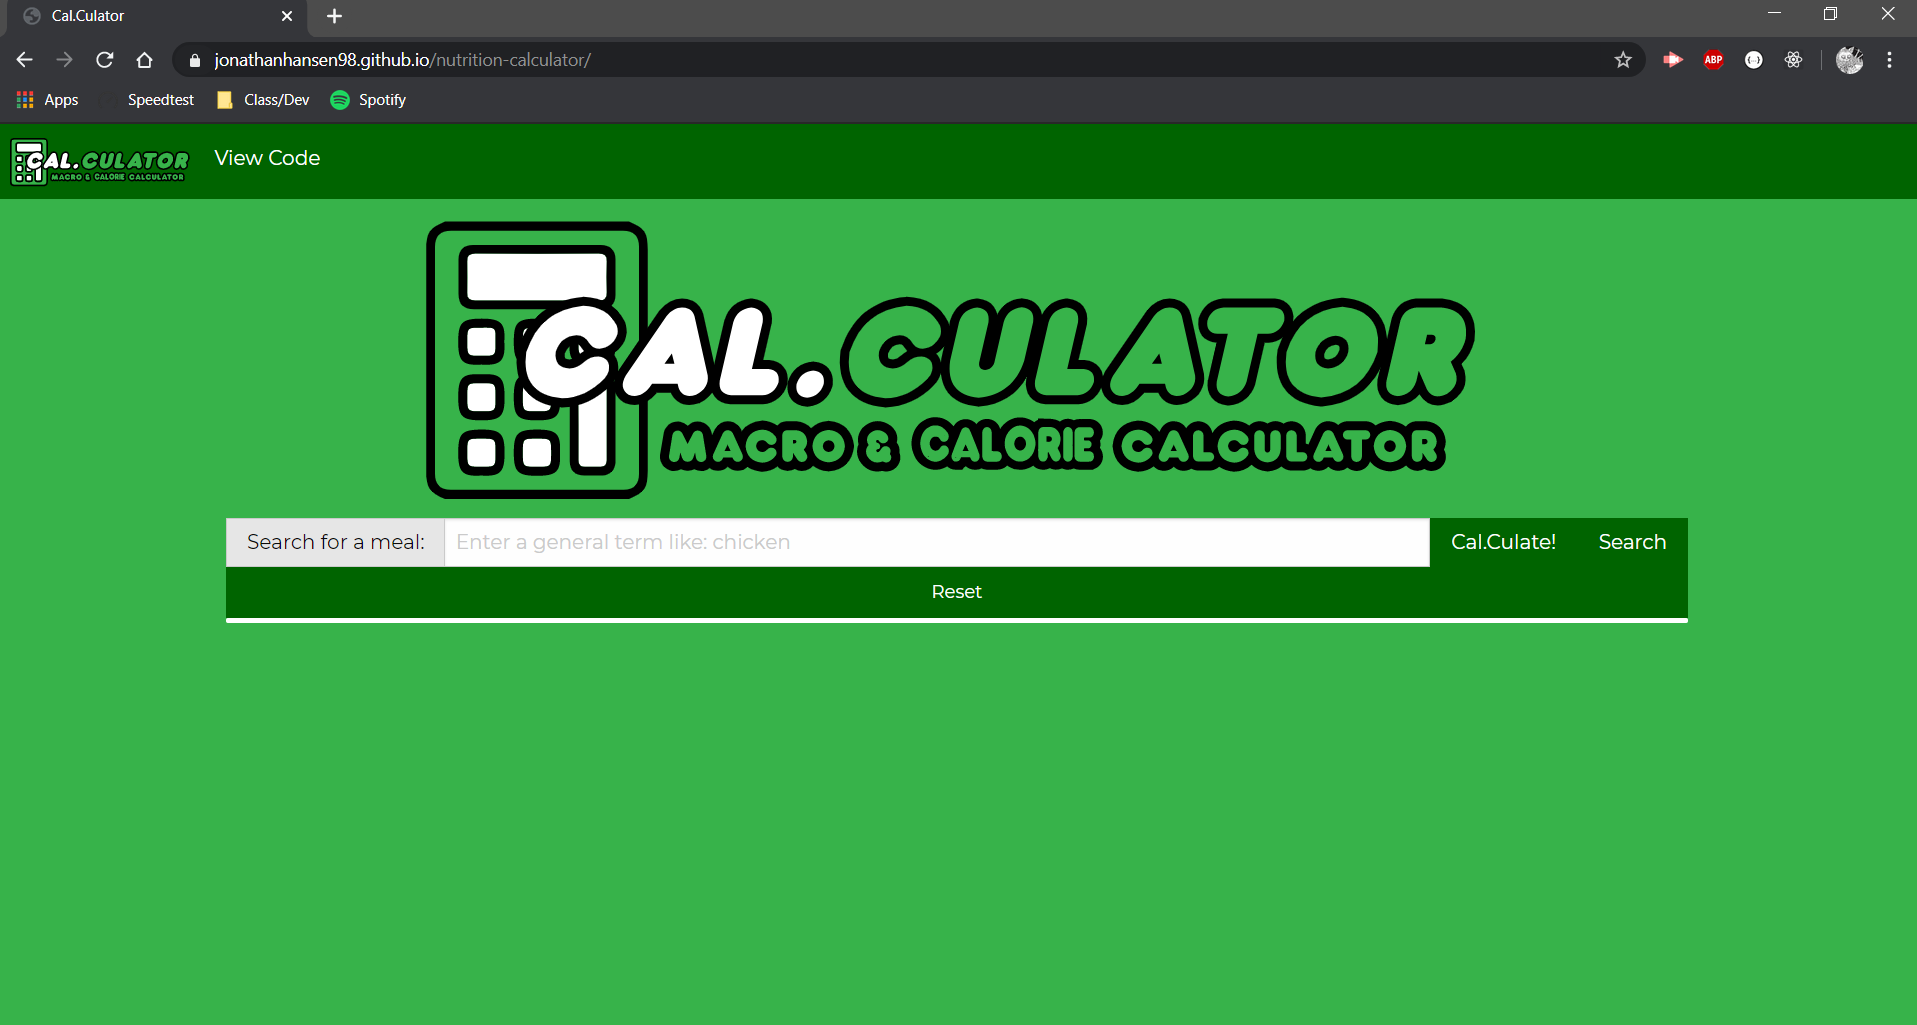 Cal.Culator
jonathanhansen98.github.io/nutrition-calculator/
ABP
Apps Speedtest Class/Dev Spotify
CAL.CULATOR View Code
MACRO & CALORIE CALCULATOR
CAL.CULATOR
MACRO & CALORIE CALCULATOR
Search for a meal: Enter a general term like: chicken Cal.Culate! Search
Reset